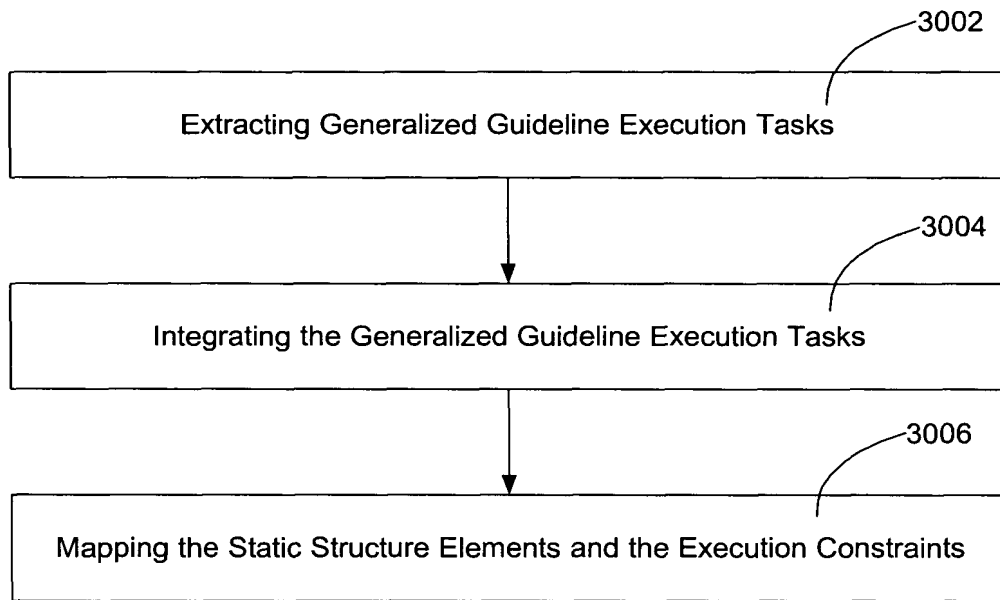 3002
Extracting Generalized Guideline Execution Tasks
3004
Integrating the Generalized Guideline Execution Tasks
3006
Mapping the Static Structure Elements and the Execution Constraints